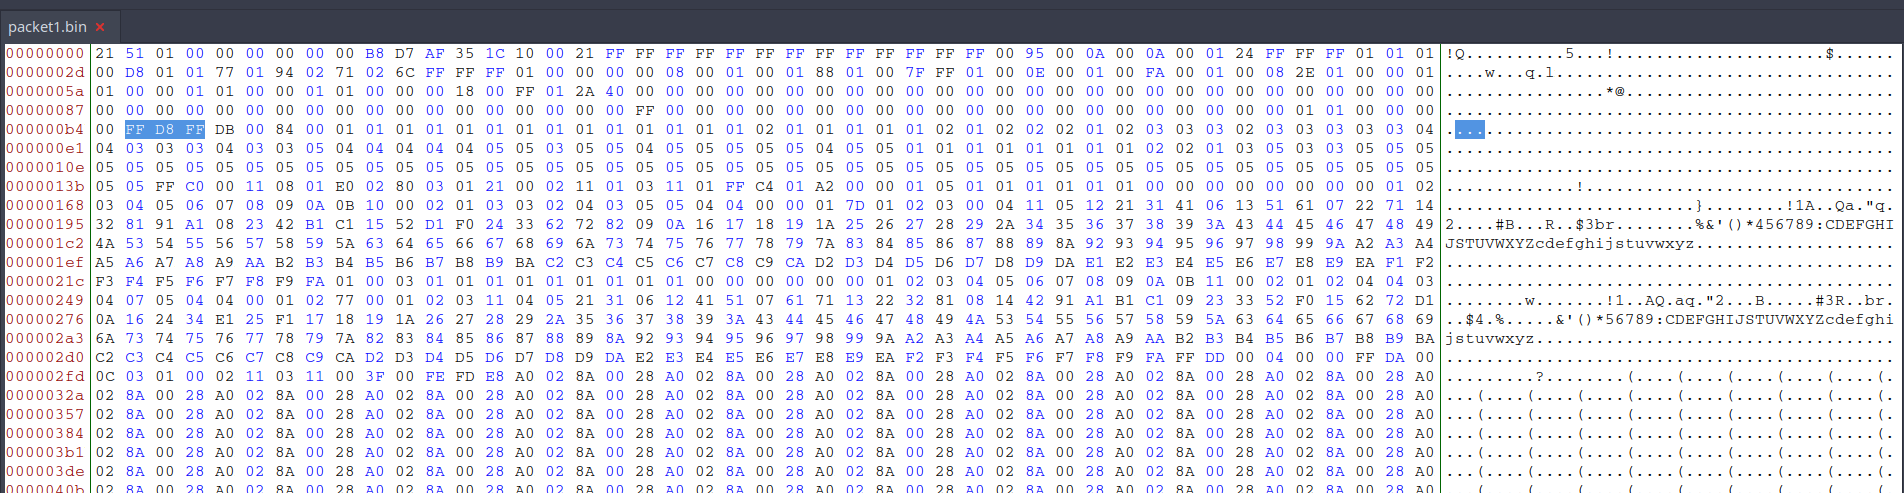 packet1.bin ×
00000000 21 51 01 00 00 00 00 00 00 B8 D7 AF 35 1C 10 00 21 FF FF FF FF FF FF FF FF FF FF FF FF FF 00 95 00 0A 00 0A 00 01 24 FF FF FF 01 01 01 !Q..........5...!.....................$......
0000002d 00 D8 01 01 77 01 94 02 71 02 6C FF FF FF 01 00 00 00 00 08 00 01 00 01 88 01 00 7F FF 01 00 0E 00 01 00 FA 00 01 00 08 2E 01 00 00 01 ....w...q.l..................................
0000005a 01 00 00 01 01 00 00 01 01 00 00 00 18 00 FF 01 2A 40 00 00 00 00 00 00 00 00 00 00 00 00 00 00 00 00 00 00 00 00 00 00 00 00 00 00 00 ................*@...........................
00000087 00 00 00 00 00 00 00 00 00 00 00 00 00 00 00 00 00 00 FF 00 00 00 00 00 00 00 00 00 00 00 00 00 00 00 00 00 00 00 00 00 01 01 00 00 00 .............................................
000000b4 00 FF D8 FF DB 00 84 00 01 01 01 01 01 01 01 01 01 01 01 01 01 01 02 01 01 01 01 01 02 01 02 02 02 01 02 03 03 03 02 03 03 03 03 03 04 .............................................
000000e1 04 03 03 03 04 03 03 05 04 04 04 04 04 05 05 03 05 05 04 05 05 05 05 05 04 05 05 01 01 01 01 01 01 01 01 02 02 01 03 05 03 03 05 05 05 .............................................
0000010e 05 05 05 05 05 05 05 05 05 05 05 05 05 05 05 05 05 05 05 05 05 05 05 05 05 05 05 05 05 05 05 05 05 05 05 05 05 05 05 05 05 05 05 05 05 .............................................
0000013b 05 05 FF C0 00 11 08 01 E0 02 80 03 01 21 00 02 11 01 03 11 01 FF C4 01 A2 00 00 01 05 01 01 01 01 01 01 00 00 00 00 00 00 00 00 01 02 .............!...............................
00000168 03 04 05 06 07 08 09 0A 0B 10 00 02 01 03 03 02 04 03 05 05 04 04 00 00 01 7D 01 02 03 00 04 11 05 12 21 31 41 06 13 51 61 07 22 71 14 .........................}........!1A..Qa."q.
00000195 32 81 91 A1 08 23 42 B1 C1 15 52 D1 F0 24 33 62 72 82 09 0A 16 17 18 19 1A 25 26 27 28 29 2A 34 35 36 37 38 39 3A 43 44 45 46 47 48 49 2....#B...R..$3br........%&'()*456789:CDEFGHI
000001c2 4A 53 54 55 56 57 58 59 5A 63 64 65 66 67 68 69 6A 73 74 75 76 77 78 79 7A 83 84 85 86 87 88 89 8A 92 93 94 95 96 97 98 99 9A A2 A3 A4 JSTUVWXYZcdefghijstuvwxyz....................
000001ef A5 A6 A7 A8 A9 AA B2 B3 B4 B5 B6 B7 B8 B9 BA C2 C3 C4 C5 C6 C7 C8 C9 CA D2 D3 D4 D5 D6 D7 D8 D9 DA E1 E2 E3 E4 E5 E6 E7 E8 E9 EA F1 F2 .............................................
0000021c F3 F4 F5 F6 F7 F8 F9 FA 01 00 03 01 01 01 01 01 01 01 01 01 00 00 00 00 00 00 01 02 03 04 05 06 07 08 09 0A 0B 11 00 02 01 02 04 04 03 .............................................
00000249 04 07 05 04 04 00 01 02 77 00 01 02 03 11 04 05 21 31 06 12 41 51 07 61 71 13 22 32 81 08 14 42 91 A1 B1 C1 09 23 33 52 F0 15 62 72 D1 ........w.......!1..AQ.aq."2...B.....#3R..br.
00000276 0A 16 24 34 E1 25 F1 17 18 19 1A 26 27 28 29 2A 35 36 37 38 39 3A 43 44 45 46 47 48 49 4A 53 54 55 56 57 58 59 5A 63 64 65 66 67 68 69 ..$4.%.....&'()*56789:CDEFGHIJSTUVWXYZcdefghi
000002a3 6A 73 74 75 76 77 78 79 7A 82 83 84 85 86 87 88 89 8A 92 93 94 95 96 97 98 99 9A A2 A3 A4 A5 A6 A7 A8 A9 AA B2 B3 B4 B5 B6 B7 B8 B9 BA jstuvwxyz....................................
000002d0 C2 C3 C4 C5 C6 C7 C8 C9 CA D2 D3 D4 D5 D6 D7 D8 D9 DA E2 E3 E4 E5 E6 E7 E8 E9 EA F2 F3 F4 F5 F6 F7 F8 F9 FA FF DD 00 04 00 00 FF DA 00 .............................................
000002fd 0C 03 01 00 02 11 03 11 00 3F 00 FE FD E8 A0 02 8A 00 28 A0 02 8A 00 28 A0 02 8A 00 28 A0 02 8A 00 28 A0 02 8A 00 28 A0 02 8A 00 28 A0 .........?........(....(....(....(....(....(.
0000032a 02 8A 00 28 A0 02 8A 00 28 A0 02 8A 00 28 A0 02 8A 00 28 A0 02 8A 00 28 A0 02 8A 00 28 A0 02 8A 00 28 A0 02 8A 00 28 A0 02 8A 00 28 A0 ...(....(....(....(....(....(....(....(....(.
00000357 02 8A 00 28 A0 02 8A 00 28 A0 02 8A 00 28 A0 02 8A 00 28 A0 02 8A 00 28 A0 02 8A 00 28 A0 02 8A 00 28 A0 02 8A 00 28 A0 02 8A 00 28 A0 ...(....(....(....(....(....(....(....(....(.
00000384 02 8A 00 28 A0 02 8A 00 28 A0 02 8A 00 28 A0 02 8A 00 28 A0 02 8A 00 28 A0 02 8A 00 28 A0 02 8A 00 28 A0 02 8A 00 28 A0 02 8A 00 28 A0 ...(....(....(....(....(....(....(....(....(.
000003b1 02 8A 00 28 A0 02 8A 00 28 A0 02 8A 00 28 A0 02 8A 00 28 A0 02 8A 00 28 A0 02 8A 00 28 A0 02 8A 00 28 A0 02 8A 00 28 A0 02 8A 00 28 A0 ...(....(....(....(....(....(....(....(....(.
000003de 02 8A 00 28 A0 02 8A 00 28 A0 02 8A 00 28 A0 02 8A 00 28 A0 02 8A 00 28 A0 02 8A 00 28 A0 02 8A 00 28 A0 02 8A 00 28 A0 02 8A 00 28 A0 ...(....(....(....(....(....(....(....(....(.
0000040b 02 8A 00 28 A0 02 8A 00 28 A0 02 8A 00 28 A0 02 8A 00 28 A0 02 8A 00 28 A0 02 8A 00 28 A0 02 8A 00 28 A0 02 8A 00 28 A0 02 8A 00 28 A0